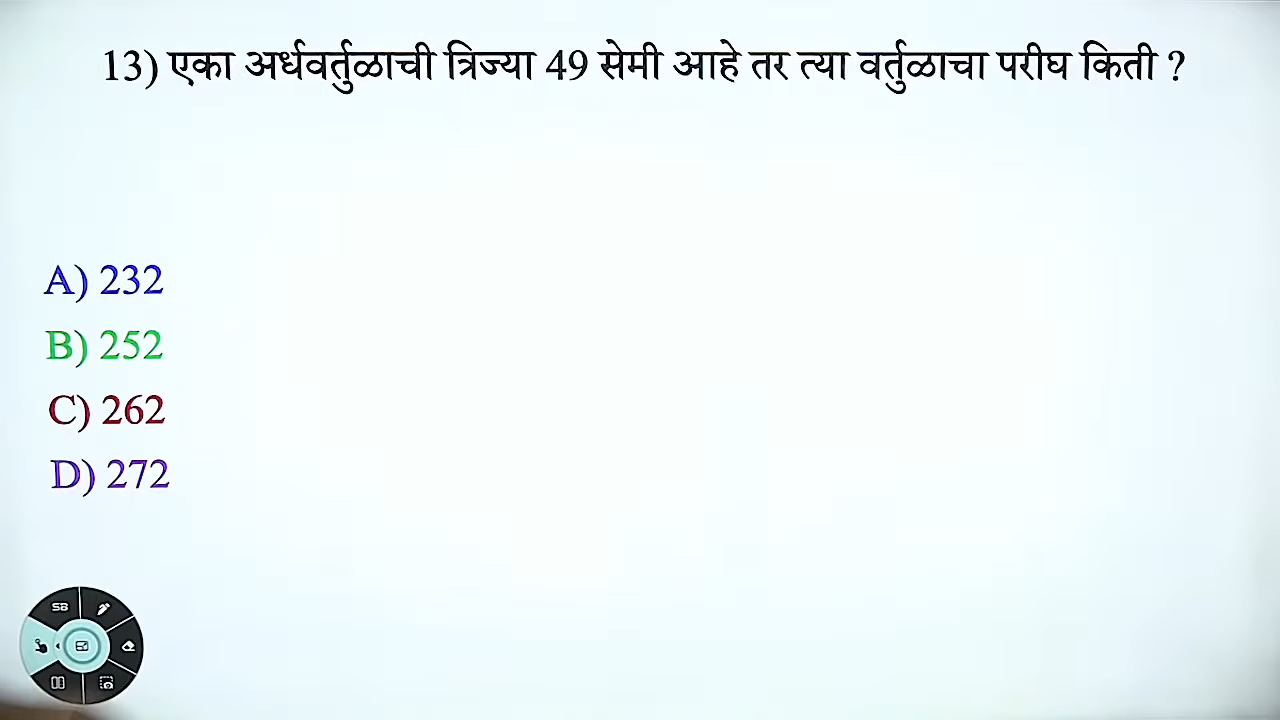 13) एका अर्धवर्तुळाची त्रिज्या 49 सेमी आहे तर त्या वर्तुळाचा परीघ किती ?
A) 232
B) 252
C) 262
D) 272
SB